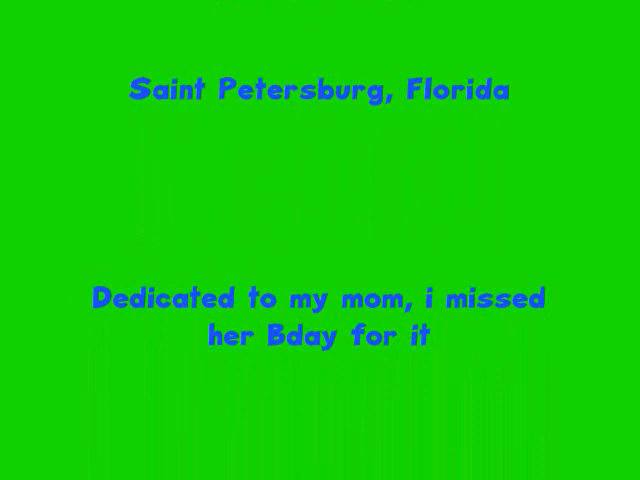 Saint Petersburg, Florida
Dedicated to my mom, i missed
her Bday for it